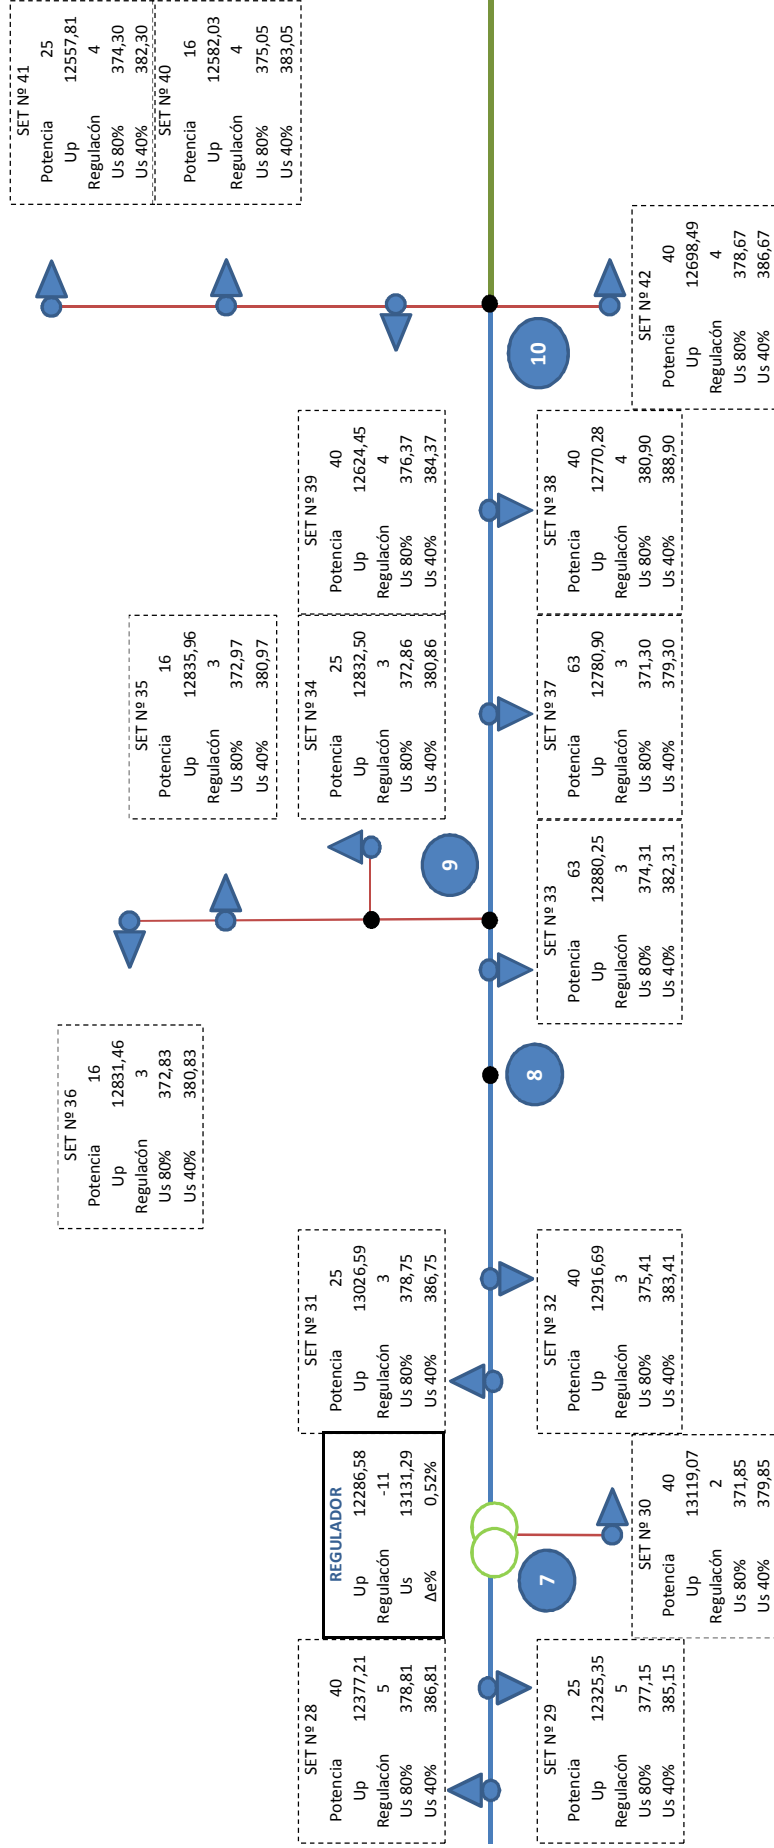 SET Nº 41
Potencia 25
Up 12557,81
Regulacón 4
Us 80% 374,30
Us 40% 382,30
SET Nº 40
Potencia 16
Up 12582,03
Regulacón 4
Us 80% 375,05
Us 40% 383,05
SET Nº 36
Potencia 16
Up 12831,46
Regulacón 3
Us 80% 372,83
Us 40% 380,83
SET Nº 35
Potencia 16
Up 12835,96
Regulacón 3
Us 80% 372,97
Us 40% 380,97
SET Nº 28
Potencia 40
Up 12377,21
Regulacón 5
Us 80% 378,81
Us 40% 386,81
REGULADOR
Up 12286,58
Regulacón -11
Us 13131,29
Δe% 0,52%
SET Nº 31
Potencia 25
Up 13026,59
Regulacón 3
Us 80% 378,75
Us 40% 386,75
SET Nº 34
Potencia 25
Up 12832,50
Regulacón 3
Us 80% 372,86
Us 40% 380,86
SET Nº 39
Potencia 40
Up 12624,45
Regulacón 4
Us 80% 376,37
Us 40% 384,37
9
7
8
10
SET Nº 29
Potencia 25
Up 12325,35
Regulacón 5
Us 80% 377,15
Us 40% 385,15
SET Nº 32
Potencia 40
Up 12916,69
Regulacón 3
Us 80% 375,41
Us 40% 383,41
SET Nº 33
Potencia 63
Up 12880,25
Regulacón 3
Us 80% 374,31
Us 40% 382,31
SET Nº 37
Potencia 63
Up 12780,90
Regulacón 3
Us 80% 371,30
Us 40% 379,30
SET Nº 38
Potencia 40
Up 12770,28
Regulacón 4
Us 80% 380,90
Us 40% 388,90
SET Nº 30
Potencia 40
Up 13119,07
Regulacón 2
Us 80% 371,85
Us 40% 379,85
SET Nº 42
Potencia 40
Up 12698,49
Regulacón 4
Us 80% 378,67
Us 40% 386,67